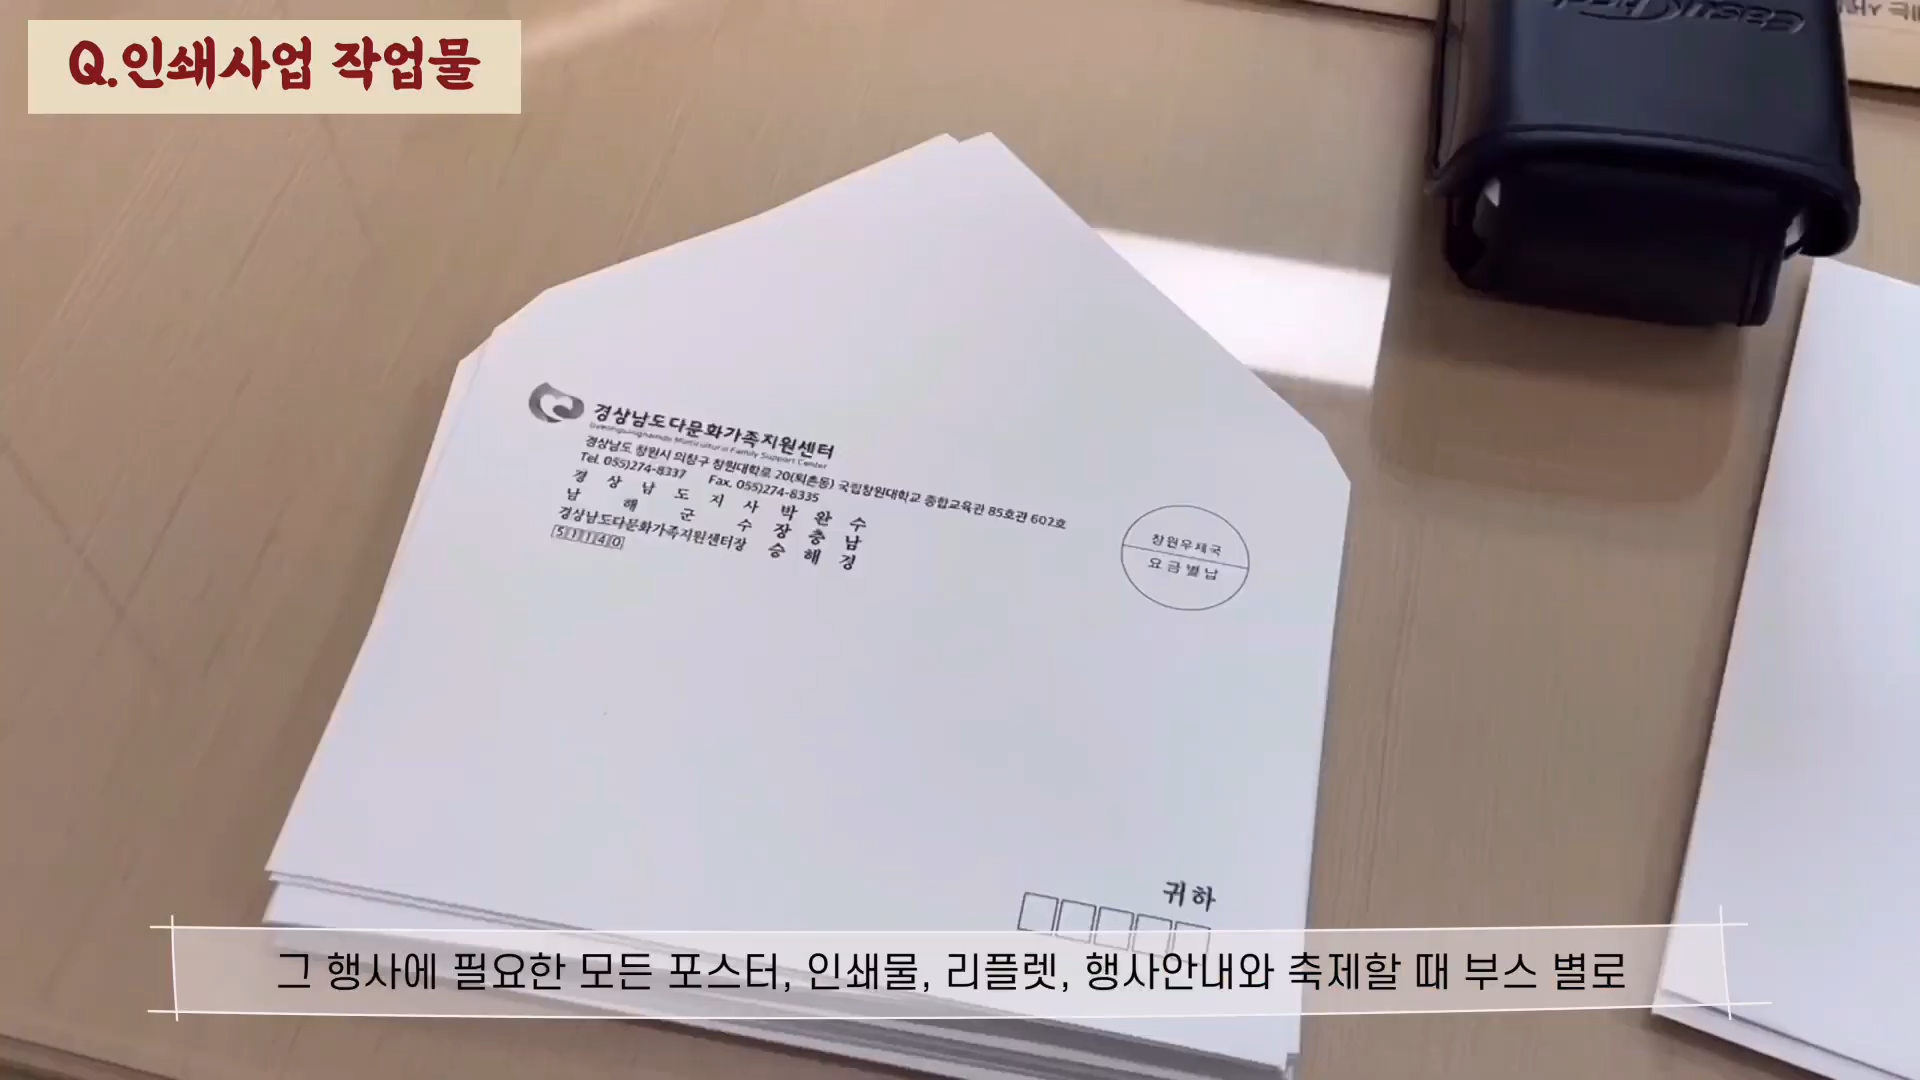 Q.인쇄사업 작업물
경상남도다문화가족지원센터
Gyeongsangnamdo Multicultural Family Support Center
경상남도 창원시 의창구 창원대학로 20(퇴촌동) 국립창원대학교 종합교육관 85호관 602호
Tel. 055)274-8337 Fax. 055)274-8335
경상남도지사 박완수
남해군수 장충남
경상남도다문화가족지원센터장 승해경
51140
창원우체국
요금별납
귀하
그 행사에 필요한 모든 포스터, 인쇄물, 리플렛, 행사안내와 축제할 때 부스 별로